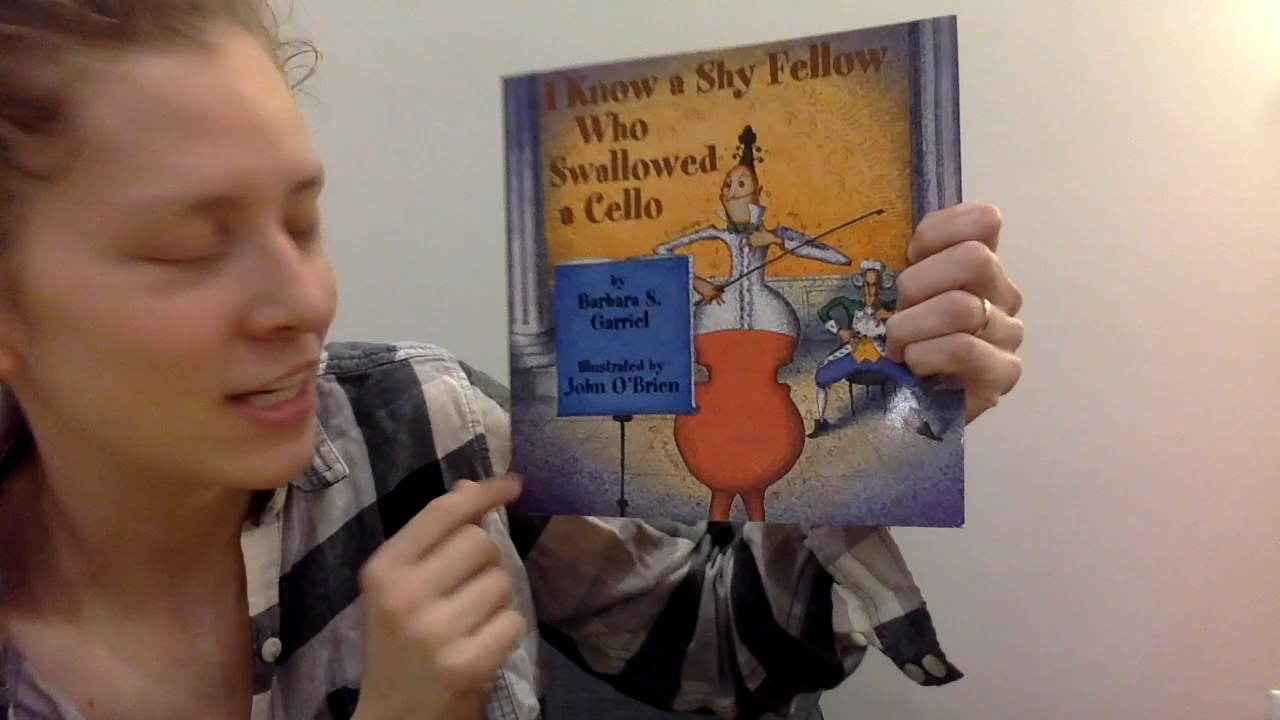 I Know a Shy Fellow
Who
Swallowed
a Cello
by
Barbara S.
Garriel
Illustrated by
John O'Brien